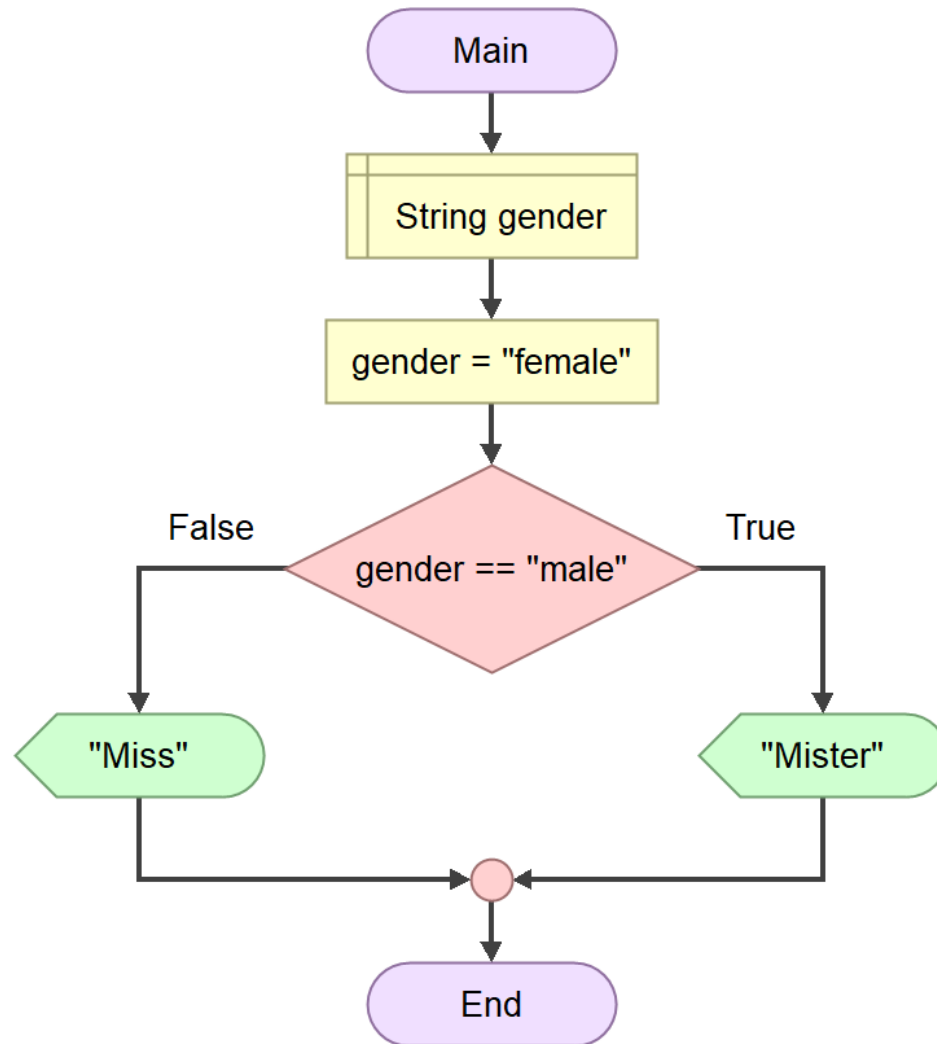 Main
String gender
gender = "female"
False
True
gender == "male"
"Miss"
"Mister"
End